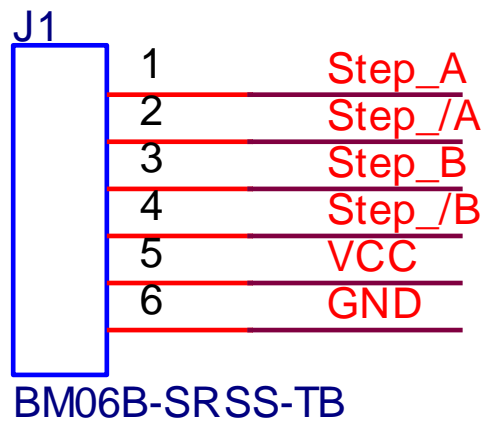 J1
1 Step_A
2 Step_/A
3 Step_B
4 Step_/B
5 VCC
6 GND
BM06B-SRSS-TB